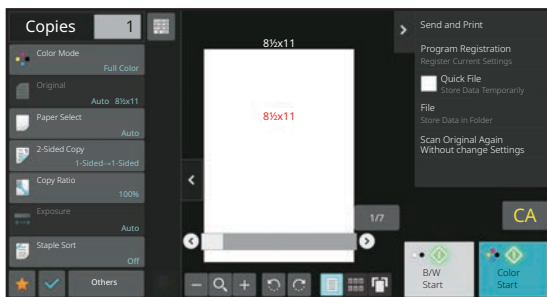 Copies 1
Color Mode
Full Color
Original
Auto 8½x11
Paper Select
Auto
2-Sided Copy
1-Sided→1-Sided
Copy Ratio
100%
Exposure
Auto
Staple Sort
Off
Others
8½x11
8½x11
1/7
Send and Print
Program Registration
Register Current Settings
Quick File
Store Data Temporarily
File
Store Data in Folder
Scan Original Again
Without change Settings
CA
B/W
Start
Color
Start